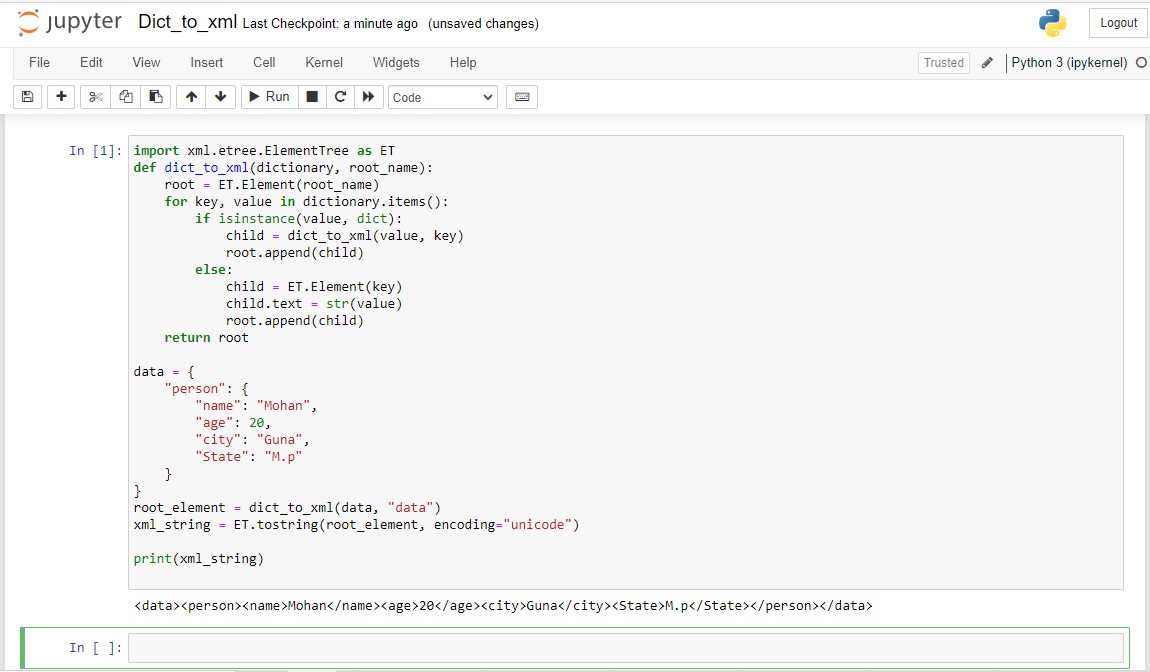 jupyter Dict_to_xml Last Checkpoint: a minute ago (unsaved changes) Logout
File Edit View Insert Cell Kernel Widgets Help Trusted Python 3 (ipykernel)
Run Code
In [1]: import xml.etree.ElementTree as ET
def dict_to_xml(dictionary, root_name):
    root = ET.Element(root_name)
    for key, value in dictionary.items():
        if isinstance(value, dict):
            child = dict_to_xml(value, key)
            root.append(child)
        else:
            child = ET.Element(key)
            child.text = str(value)
            root.append(child)
    return root
data = {
    "person": {
        "name": "Mohan",
        "age": 20,
        "city": "Guna",
        "State": "M.p"
    }
}
root_element = dict_to_xml(data, "data")
xml_string = ET.tostring(root_element, encoding="unicode")
print(xml_string)
<data><person><name>Mohan</name><age>20</age><city>Guna</city><State>M.p</State></person></data>
In [ ]: